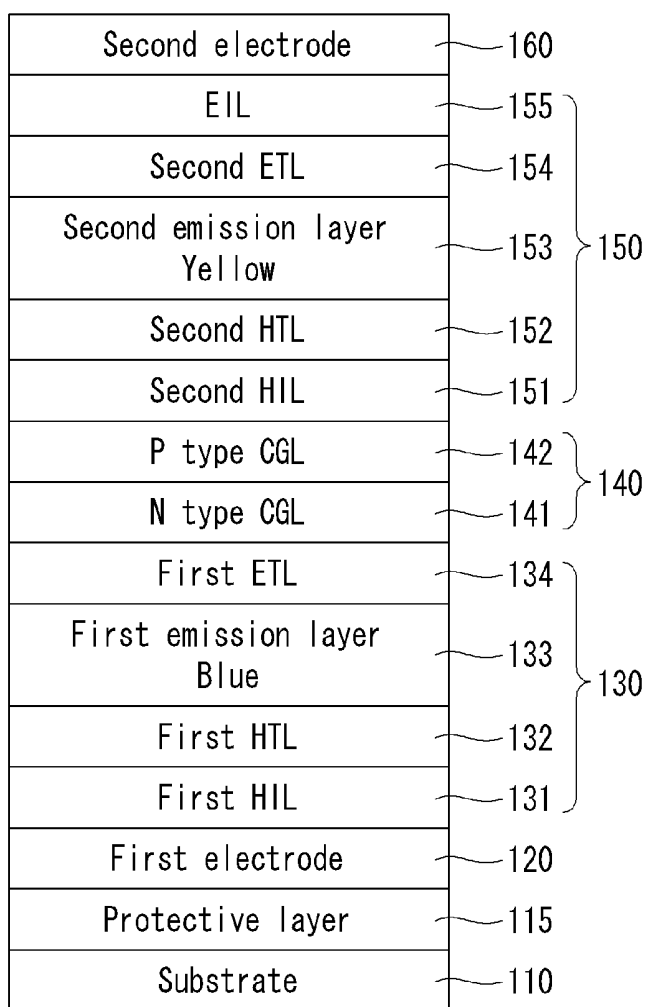 Second electrode 160
EIL 155
Second ETL 154
Second emission layer
Yellow 153
150
Second HTL 152
Second HIL 151
P type CGL 142
140
N type CGL 141
First ETL 134
First emission layer
Blue 133
130
First HTL 132
First HIL 131
First electrode 120
Protective layer 115
Substrate 110